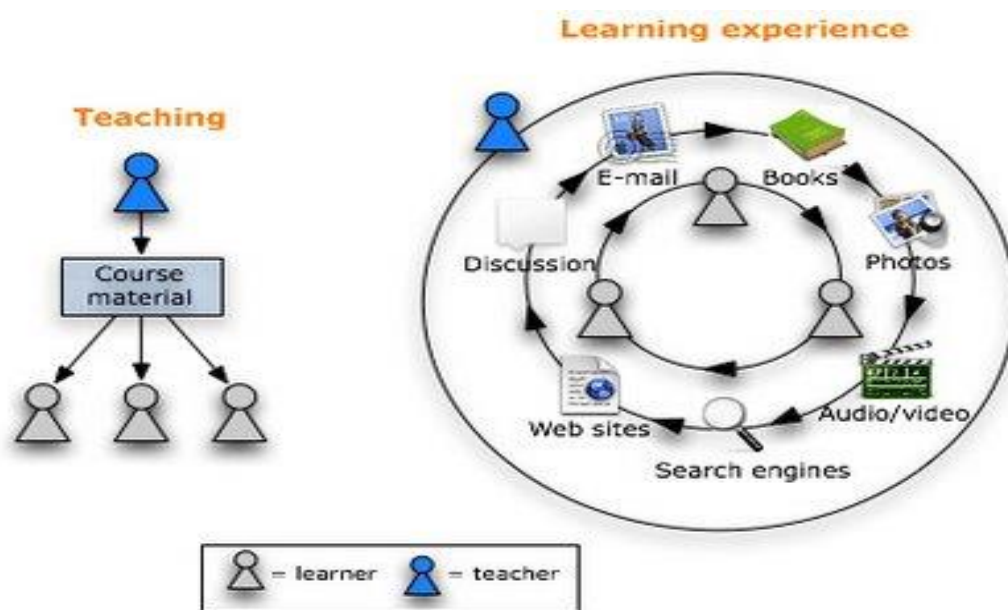 Learning experience
Teaching
E-mail
Books
Discussion
Photos
Course
material
Web sites
Audio/video
Search engines
= learner
= teacher